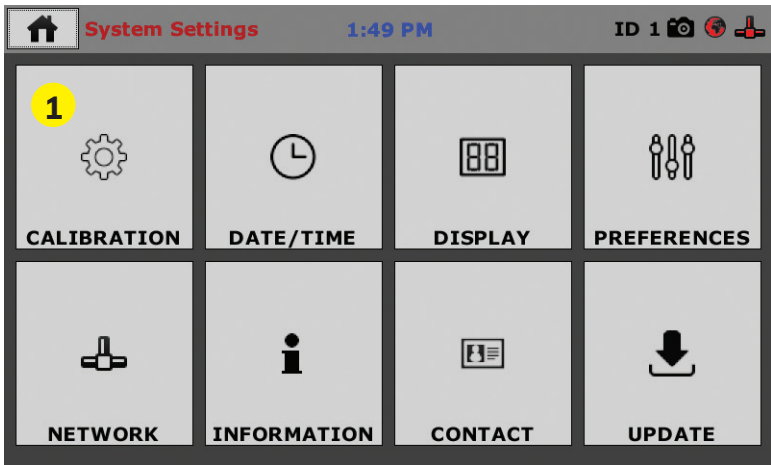 System Settings 1:49 PM ID 1
1
CALIBRATION DATE/TIME DISPLAY PREFERENCES
NETWORK INFORMATION CONTACT UPDATE